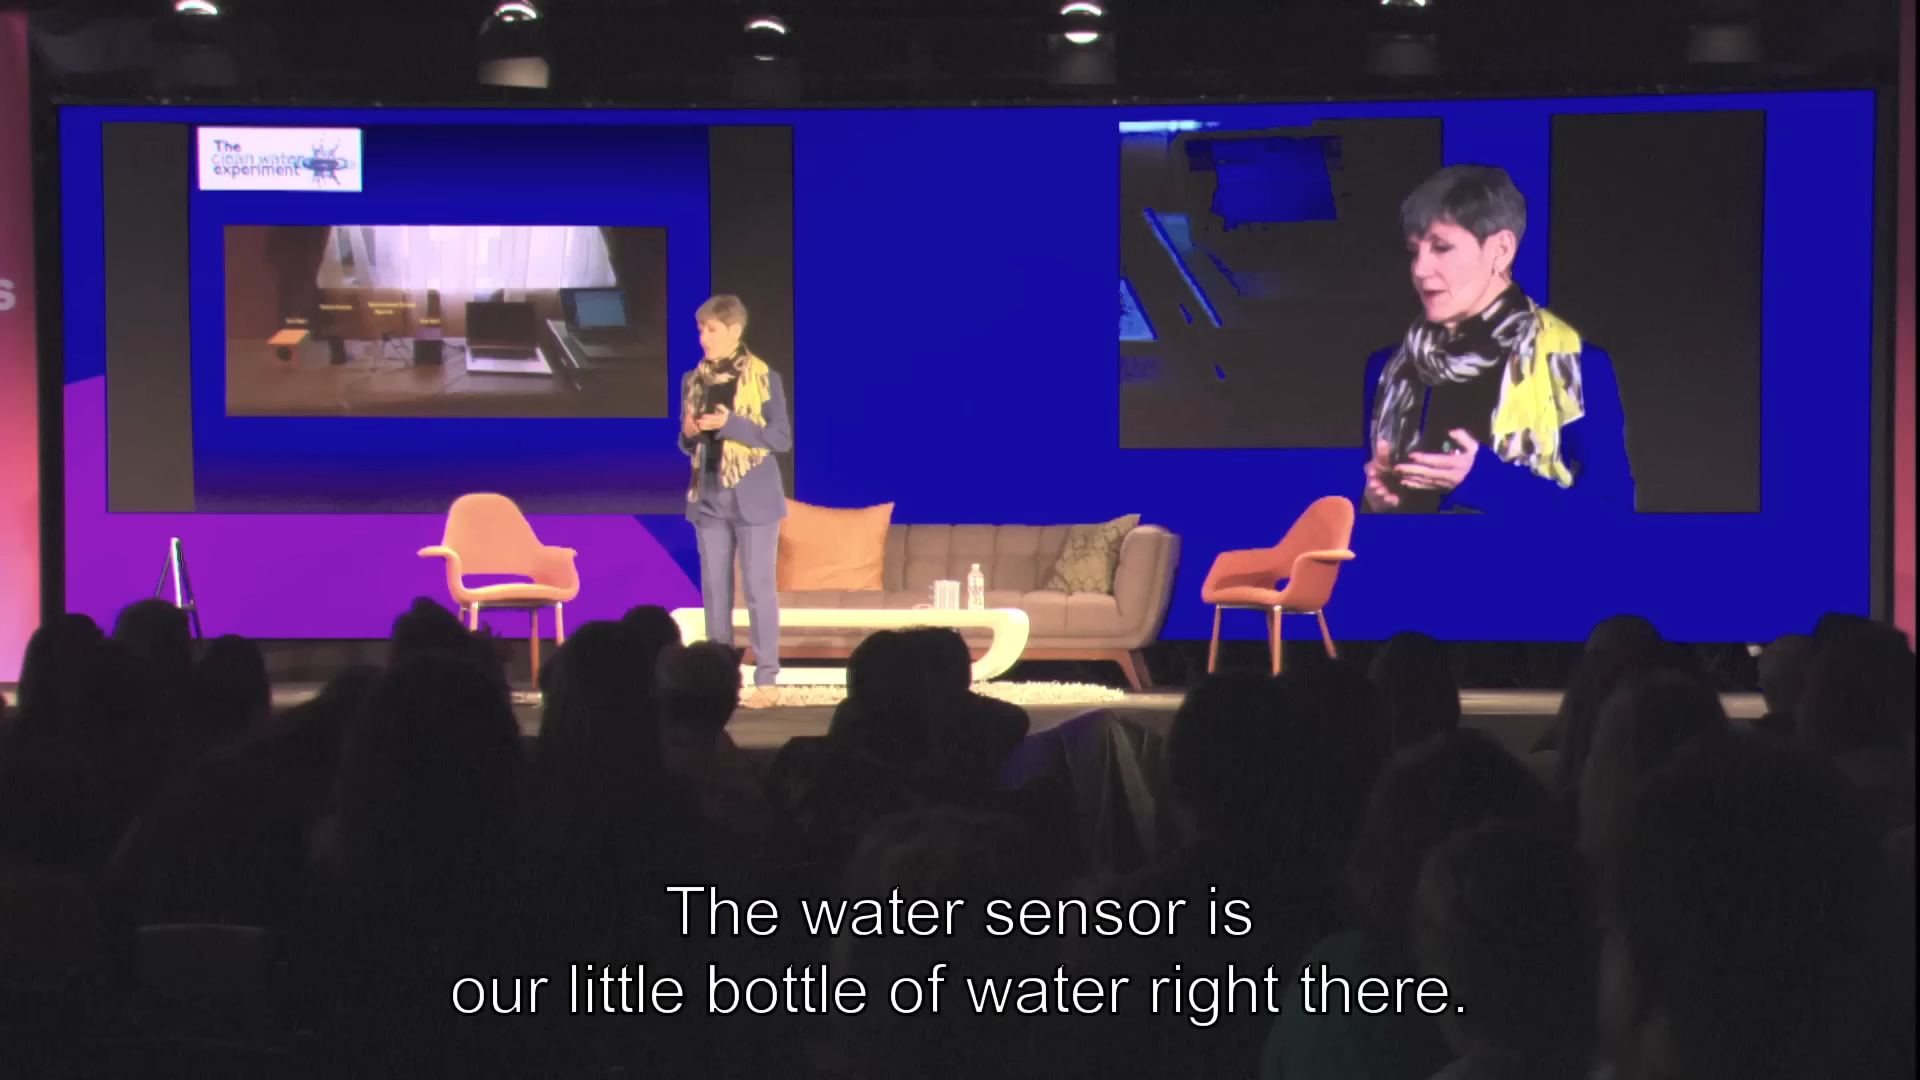 s
The
clean water
experiment
The water sensor is
our little bottle of water right there.